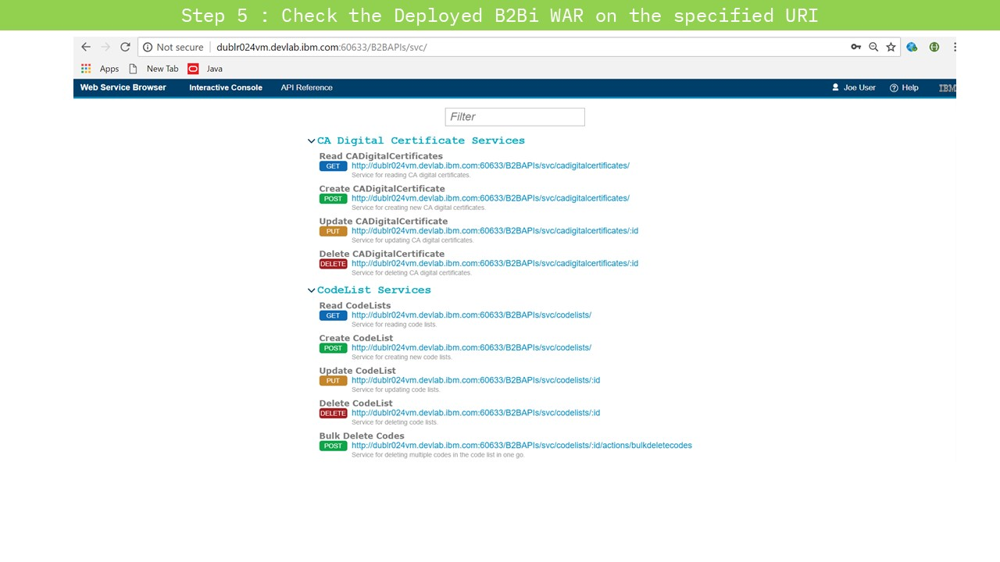 Step 5 : Check the Deployed B2Bi WAR on the specified URI
Not secure | dublr024vm.devlab.ibm.com:60633/B2BAPIs/svc/
Apps New Tab Java
Web Service Browser Interactive Console API Reference Joe User Help IBM
Filter
CA Digital Certificate Services
Read CADigitalCertificates
GET http://dublr024vm.devlab.ibm.com:60633/B2BAPIs/svc/cadigitalcertificates/
Service for reading CA digital certificates.
Create CADigitalCertificate
POST http://dublr024vm.devlab.ibm.com:60633/B2BAPIs/svc/cadigitalcertificates/
Service for creating new CA digital certificates.
Update CADigitalCertificate
PUT http://dublr024vm.devlab.ibm.com:60633/B2BAPIs/svc/cadigitalcertificates/:id
Service for updating CA digital certificates.
Delete CADigitalCertificate
DELETE http://dublr024vm.devlab.ibm.com:60633/B2BAPIs/svc/cadigitalcertificates/:id
Service for deleting CA digital certificates.
CodeList Services
Read CodeLists
GET http://dublr024vm.devlab.ibm.com:60633/B2BAPIs/svc/codelists/
Service for reading code lists.
Create CodeList
POST http://dublr024vm.devlab.ibm.com:60633/B2BAPIs/svc/codelists/
Service for creating new code lists.
Update CodeList
PUT http://dublr024vm.devlab.ibm.com:60633/B2BAPIs/svc/codelists/:id
Service for updating code lists.
Delete CodeList
DELETE http://dublr024vm.devlab.ibm.com:60633/B2BAPIs/svc/codelists/:id
Service for deleting code lists.
Bulk Delete Codes
POST http://dublr024vm.devlab.ibm.com:60633/B2BAPIs/svc/codelists/:id/actions/bulkdeletecodes
Service for deleting multiple codes in the code list in one go.